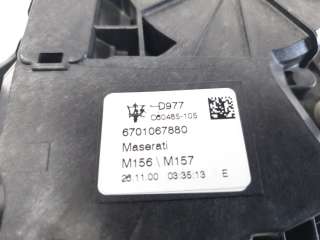 D977
C60485-105
6701067880
Maserati
M156 \ M157
26.11.00 03:35:13 E